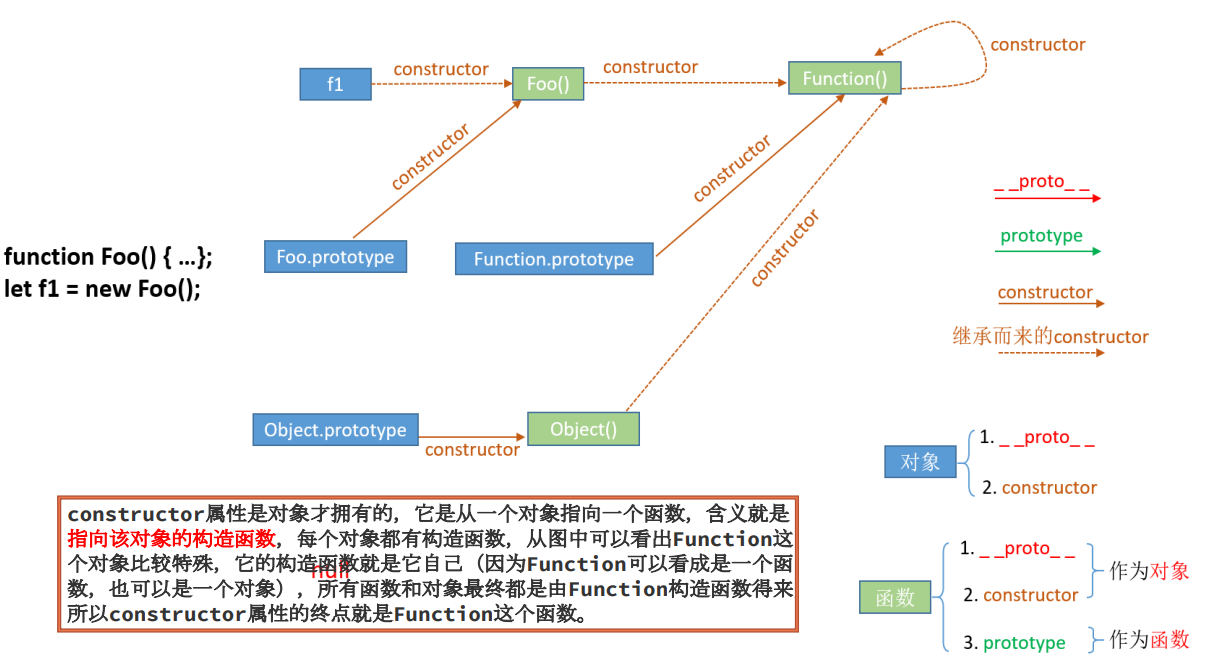 constructor
f1
constructor
Foo()
constructor
Function()
constructor
constructor
constructor
__proto__
prototype
constructor
继承而来的constructor
function Foo() { …};
let f1 = new Foo();
Foo.prototype
Function.prototype
Object.prototype
constructor
Object()
对象
1. __proto__
2. constructor
constructor属性是对象才拥有的，它是从一个对象指向一个函数，含义就是
指向该对象的构造函数，每个对象都有构造函数，从图中可以看出Function这
个对象比较特殊，它的构造函数就是它自己（因为Function可以看成是一个函
数，也可以是一个对象），所有函数和对象最终都是由Function构造函数得来
所以constructor属性的终点就是Function这个函数。
null
函数
1. __proto__
2. constructor
作为对象
3. prototype
作为函数